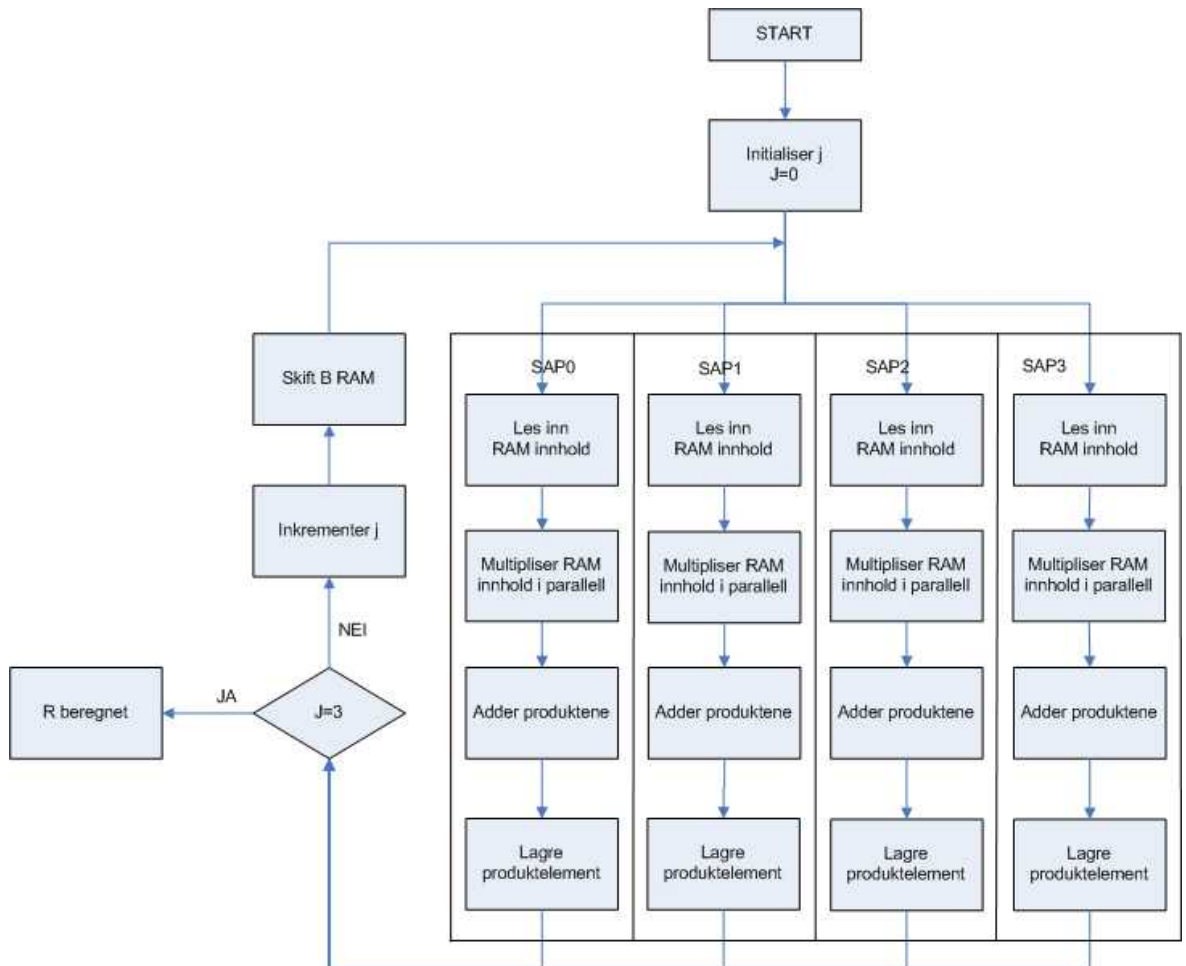 START
Initialiser j
J=0
Skift B RAM
Inkrementer j
NEI
JA
J=3
R beregnet
SAP0
Les inn
RAM innhold
Multipliser RAM
innhold i parallell
Adder produktene
Lagre
produktelement
SAP1
Les inn
RAM innhold
Multipliser RAM
innhold i parallell
Adder produktene
Lagre
produktelement
SAP2
Les inn
RAM innhold
Multipliser RAM
innhold i parallell
Adder produktene
Lagre
produktelement
SAP3
Les inn
RAM innhold
Multipliser RAM
innhold i parallell
Adder produktene
Lagre
produktelement